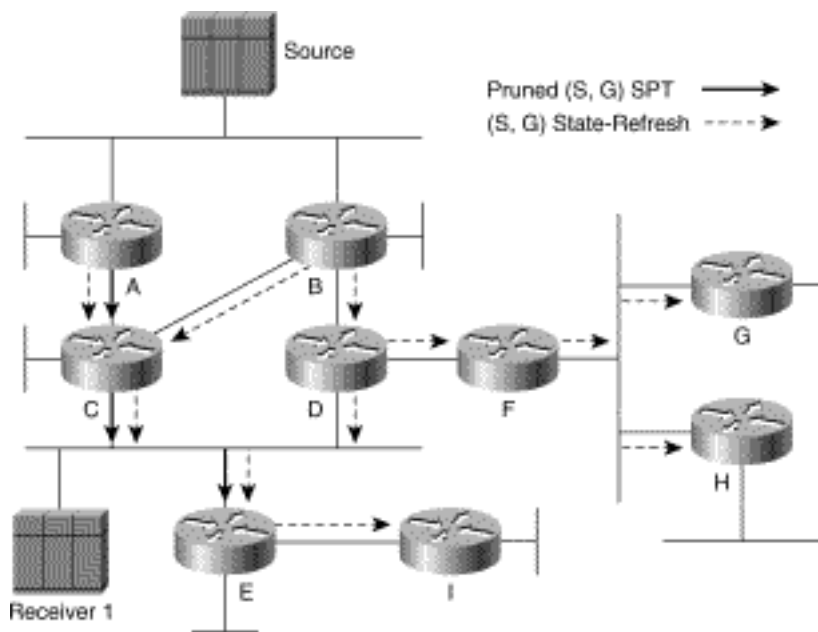 Source
Pruned (S, G) SPT
(S, G) State-Refresh
A
B
G
C
D
F
H
E
I
Receiver 1